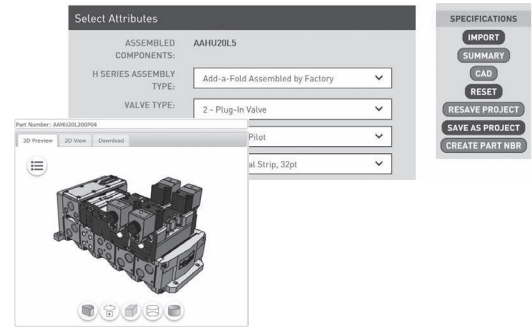 Select Attributes
ASSEMBLED COMPONENTS:
AAHU20L5
H SERIES ASSEMBLY TYPE:
Add-a-Fold Assembled by Factory
VALVE TYPE:
2 - Plug-In Valve
Pilot
al Strip, 32pt
Part Number: AAHU20L200P04
3D Preview 2D View Download
SPECIFICATIONS
IMPORT
SUMMARY
CAD
RESET
RESAVE PROJECT
SAVE AS PROJECT
CREATE PART NBR